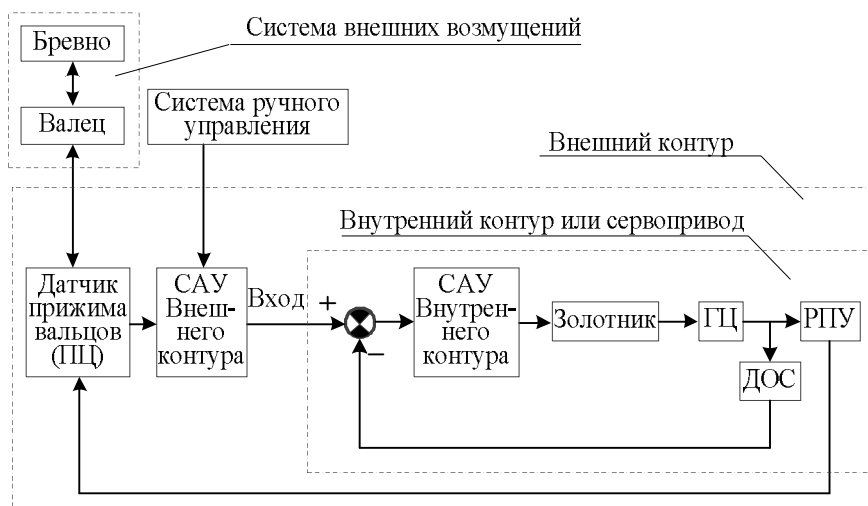 Бревно
Валец
Система внешних возмущений
Система ручного
управления
Внешний контур
Внутренний контур или сервопривод
Датчик
прижима
вальцов
(ПЦ)
САУ
Внеш-
него
контура
Вход
+
−
САУ
Внутрен-
него
контура
Золотник
ГЦ
РПУ
ДОС